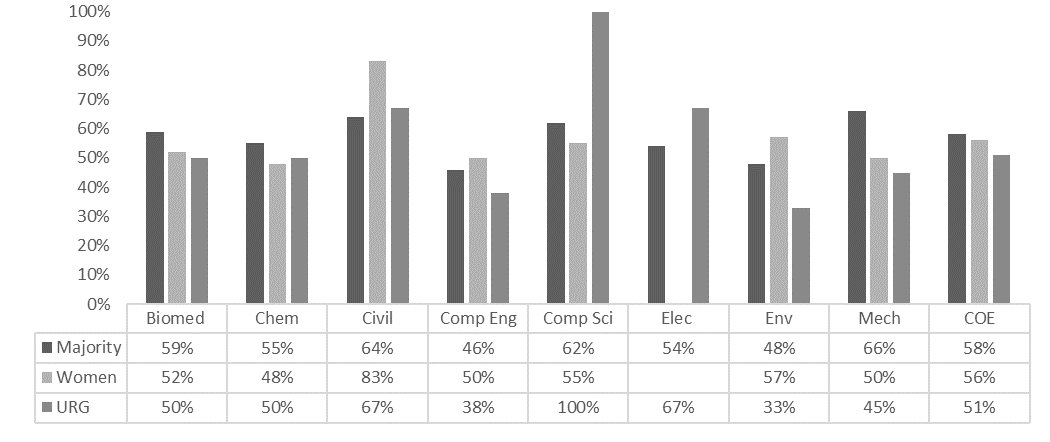 100%
90%
80%
70%
60%
50%
40%
30%
20%
10%
0%
Biomed Chem Civil Comp Eng Comp Sci Elec Env Mech COE
Majority 59% 55% 64% 46% 62% 54% 48% 66% 58%
Women 52% 48% 83% 50% 55% 57% 50% 56%
URG 50% 50% 67% 38% 100% 67% 33% 45% 51%